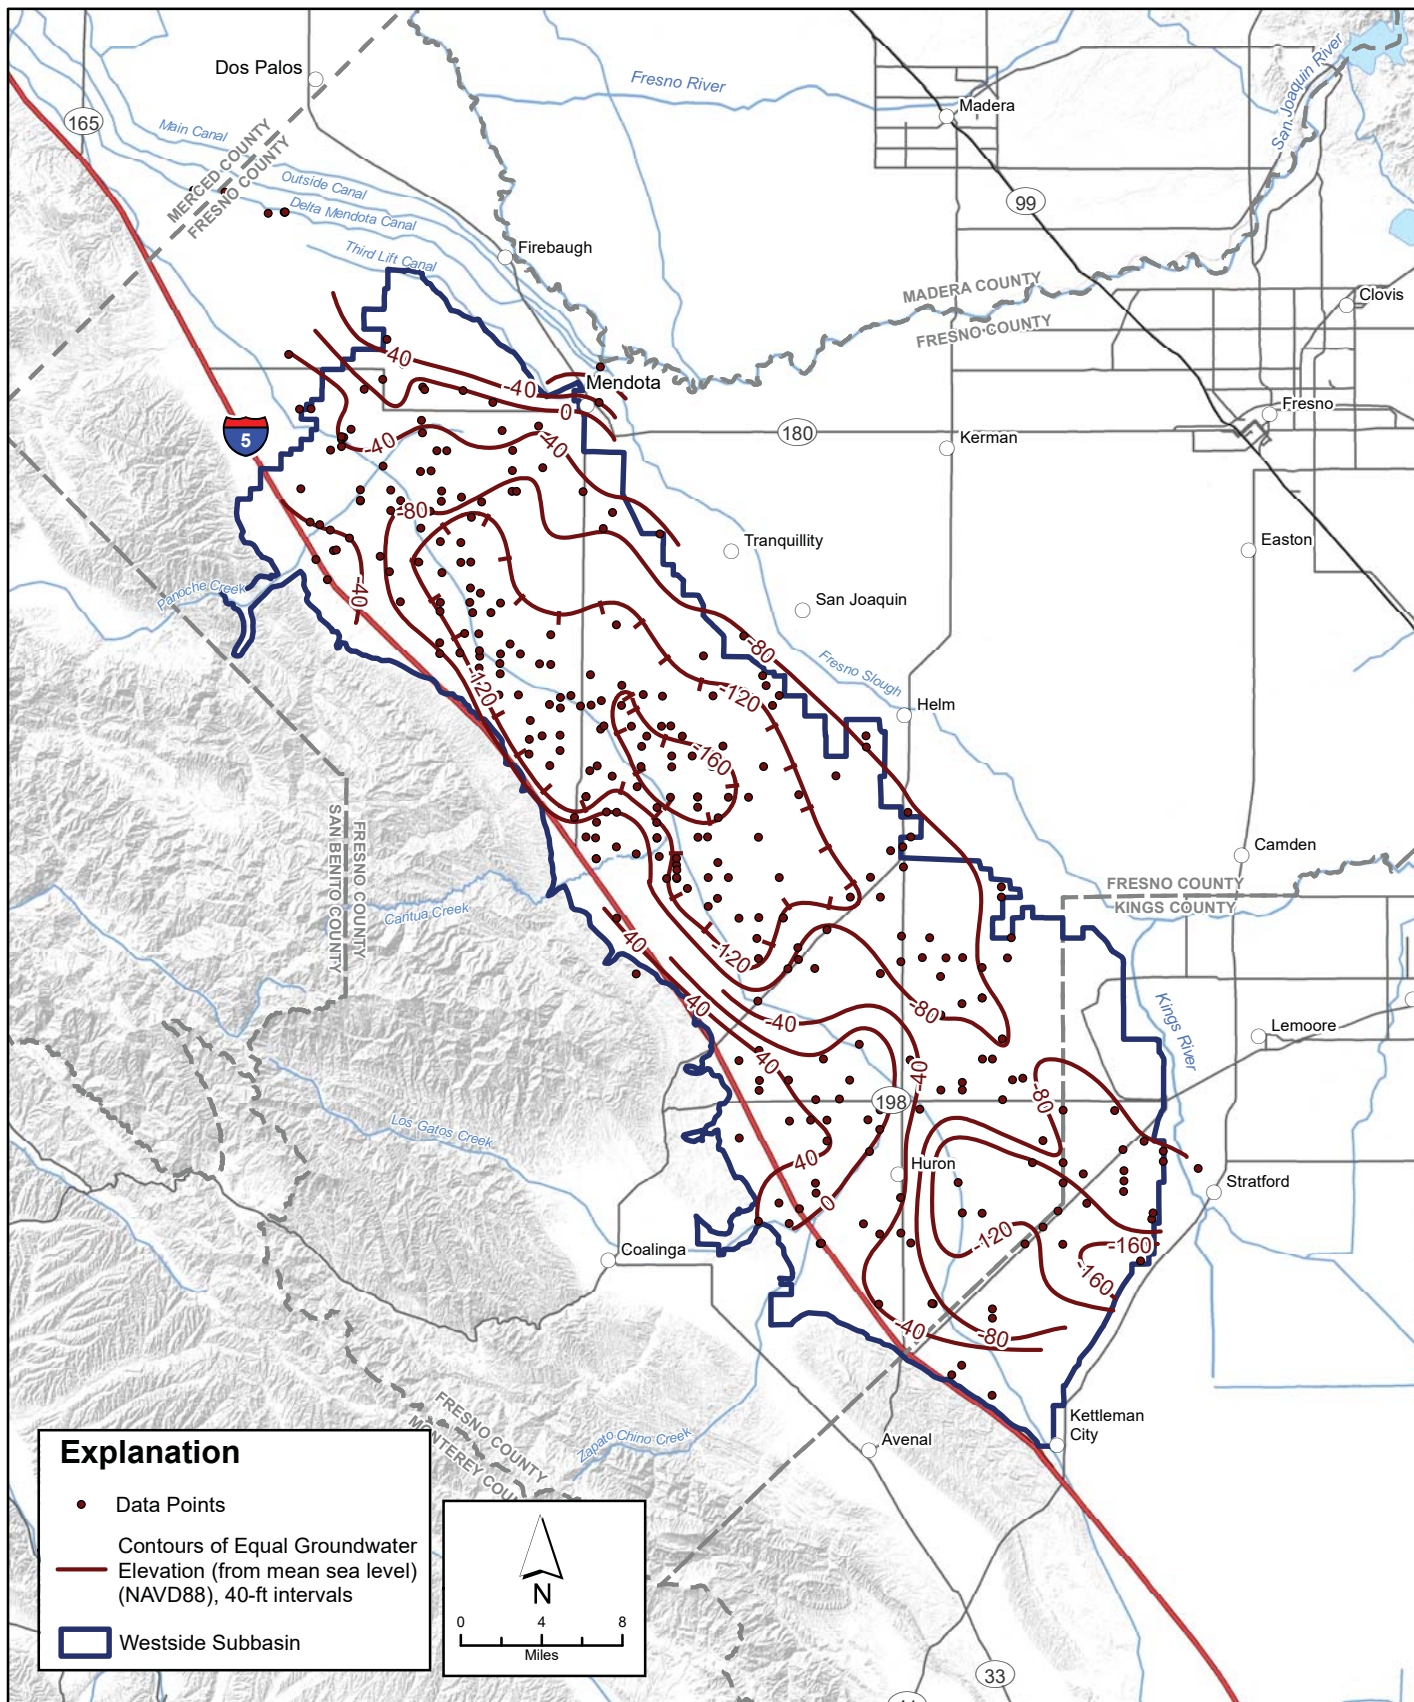 Dos Palos
165
Main Canal
MERCED COUNTY
FRESNO COUNTY
Outside Canal
Delta Mendota Canal
Third Lift Canal
Firebaugh
Fresno River
Madera
San Joaquin River
99
MADERA COUNTY
FRESNO COUNTY
Clovis
Fresno
Mendota
180
Kerman
5
40
-40
0
-40
-40
-80
-40
Tranquillity
Easton
San Joaquin
Panoche Creek
-80
Fresno Slough
Helm
-120
-120
-160
FRESNO COUNTY
SAN BENITO COUNTY
Cantua Creek
Camden
FRESNO COUNTY
KINGS COUNTY
40
-120
40
-40
-80
Kings River
Lemoore
40
-40
-80
198
Los Gatos Creek
40
Huron
0
Stratford
Coalinga
-120
-160
-160
-40
-80
Kettleman
City
Avenal
Zapato Chino Creek
FRESNO COUNTY
MONTEREY COU
33
Explanation
Data Points
Contours of Equal Groundwater
Elevation (from mean sea level)
(NAVD88), 40-ft intervals
Westside Subbasin
N
0 4 8
Miles